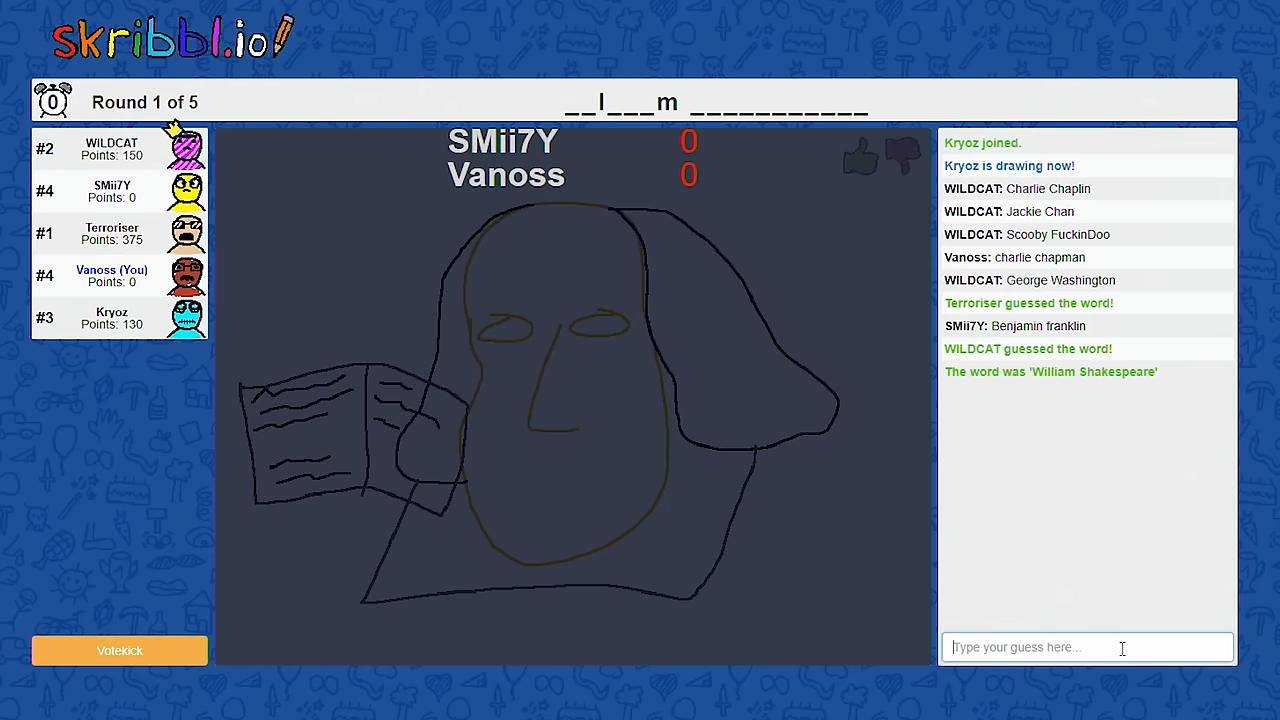 skribbl.io
0
Round 1 of 5
__l___m ___________
#2
WILDCAT
Points: 150
#4
SMii7Y
Points: 0
#1
Terroriser
Points: 375
#4
Vanoss (You)
Points: 0
#3
Kryoz
Points: 130
Votekick
SMii7Y 0
Vanoss 0
Kryoz joined.
Kryoz is drawing now!
WILDCAT: Charlie Chaplin
WILDCAT: Jackie Chan
WILDCAT: Scooby FuckinDoo
Vanoss: charlie chapman
WILDCAT: George Washington
Terroriser guessed the word!
SMii7Y: Benjamin franklin
WILDCAT guessed the word!
The word was 'William Shakespeare'
Type your guess here...